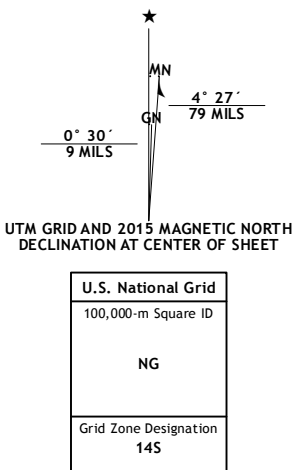 MN
4° 27´
79 MILS
GN
0° 30´
9 MILS
UTM GRID AND 2015 MAGNETIC NORTH
DECLINATION AT CENTER OF SHEET
U.S. National Grid
100,000-m Square ID
NG
Grid Zone Designation
14S